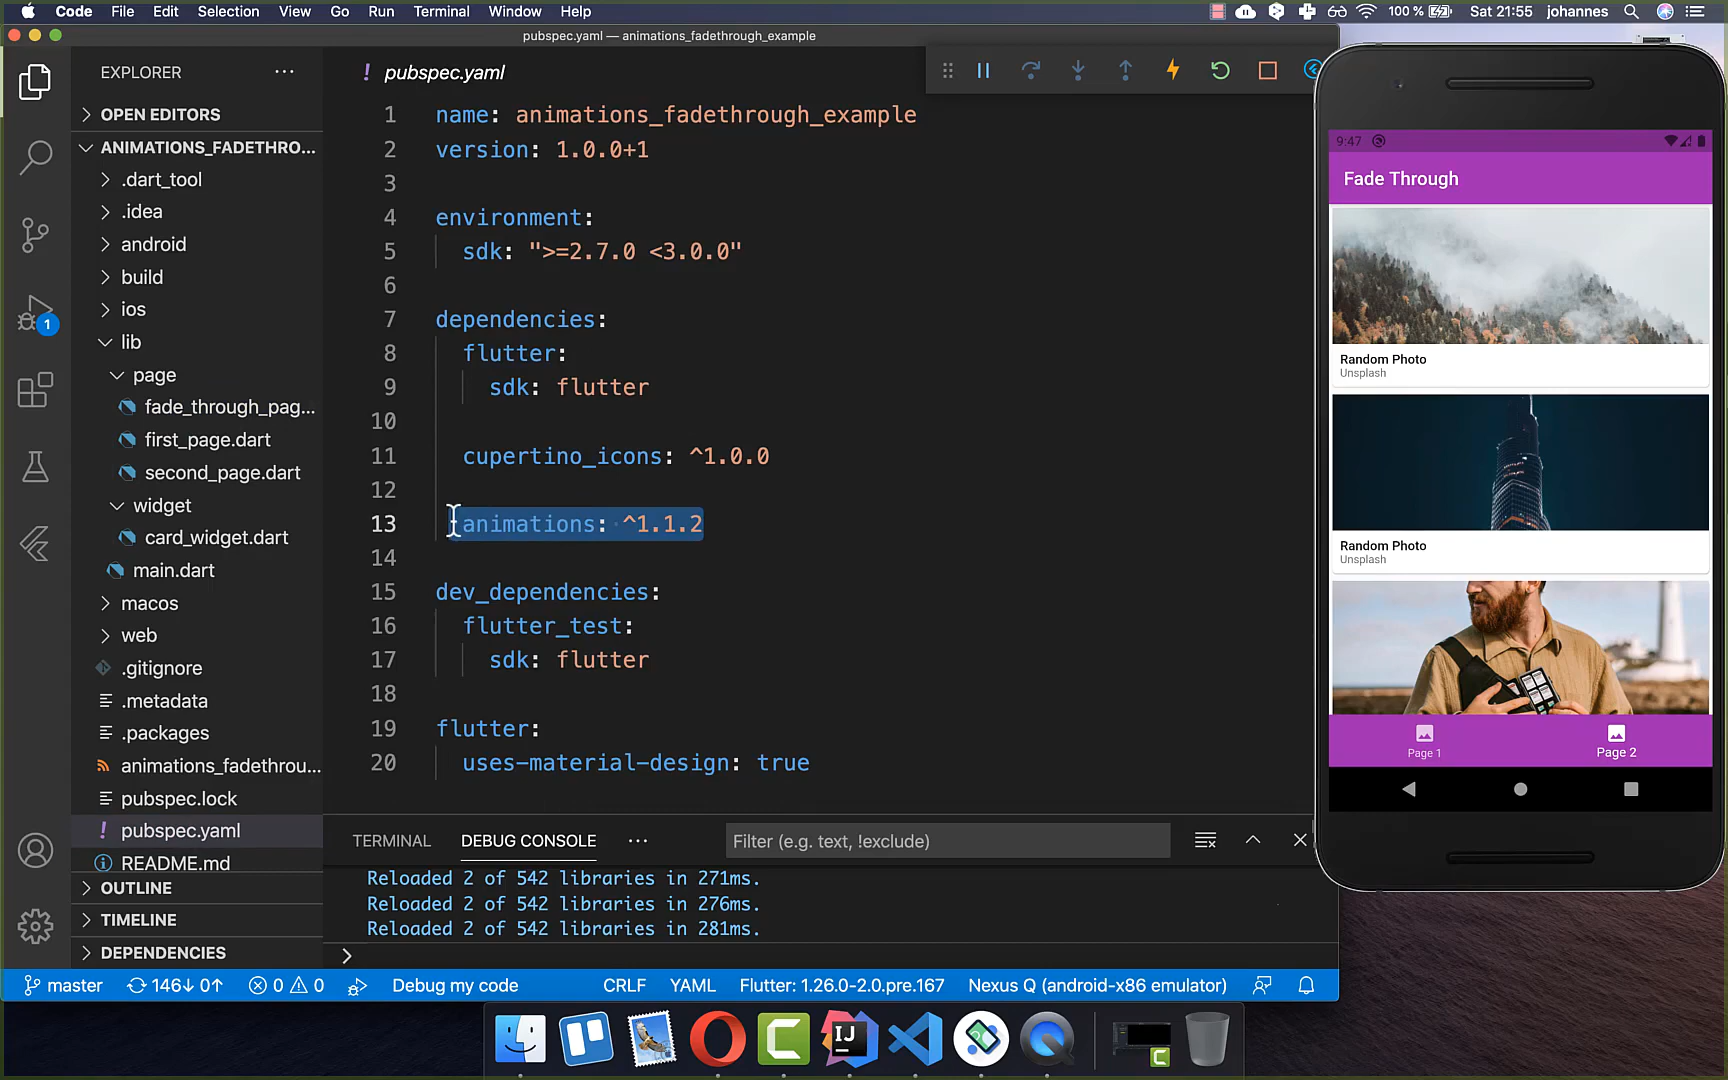 Code File Edit Selection View Go Run Terminal Window Help 100 % Sat 21:55 johannes
pubspec.yaml — animations_fadethrough_example
EXPLORER
OPEN EDITORS
ANIMATIONS_FADETHRO...
.dart_tool
.idea
android
build
ios
lib
page
fade_through_pag...
first_page.dart
second_page.dart
widget
card_widget.dart
main.dart
macos
web
.gitignore
.metadata
.packages
animations_fadethrou...
pubspec.lock
! pubspec.yaml
README.md
OUTLINE
TIMELINE
DEPENDENCIES
1
! pubspec.yaml
1 name: animations_fadethrough_example
2 version: 1.0.0+1
3
4 environment:
5 sdk: ">=2.7.0 <3.0.0"
6
7 dependencies:
8 flutter:
9 sdk: flutter
10
11 cupertino_icons: ^1.0.0
12
13 animations: ^1.1.2
14
15 dev_dependencies:
16 flutter_test:
17 sdk: flutter
18
19 flutter:
20 uses-material-design: true
TERMINAL DEBUG CONSOLE ... Filter (e.g. text, !exclude)
Reloaded 2 of 542 libraries in 271ms.
Reloaded 2 of 542 libraries in 276ms.
Reloaded 2 of 542 libraries in 281ms.
master 146↓ 0↑ 0 0 Debug my code CRLF YAML Flutter: 1.26.0-2.0.pre.167 Nexus Q (android-x86 emulator)
9:47
Fade Through
Random Photo
Unsplash
Random Photo
Unsplash
Page 1 Page 2
IJ
C